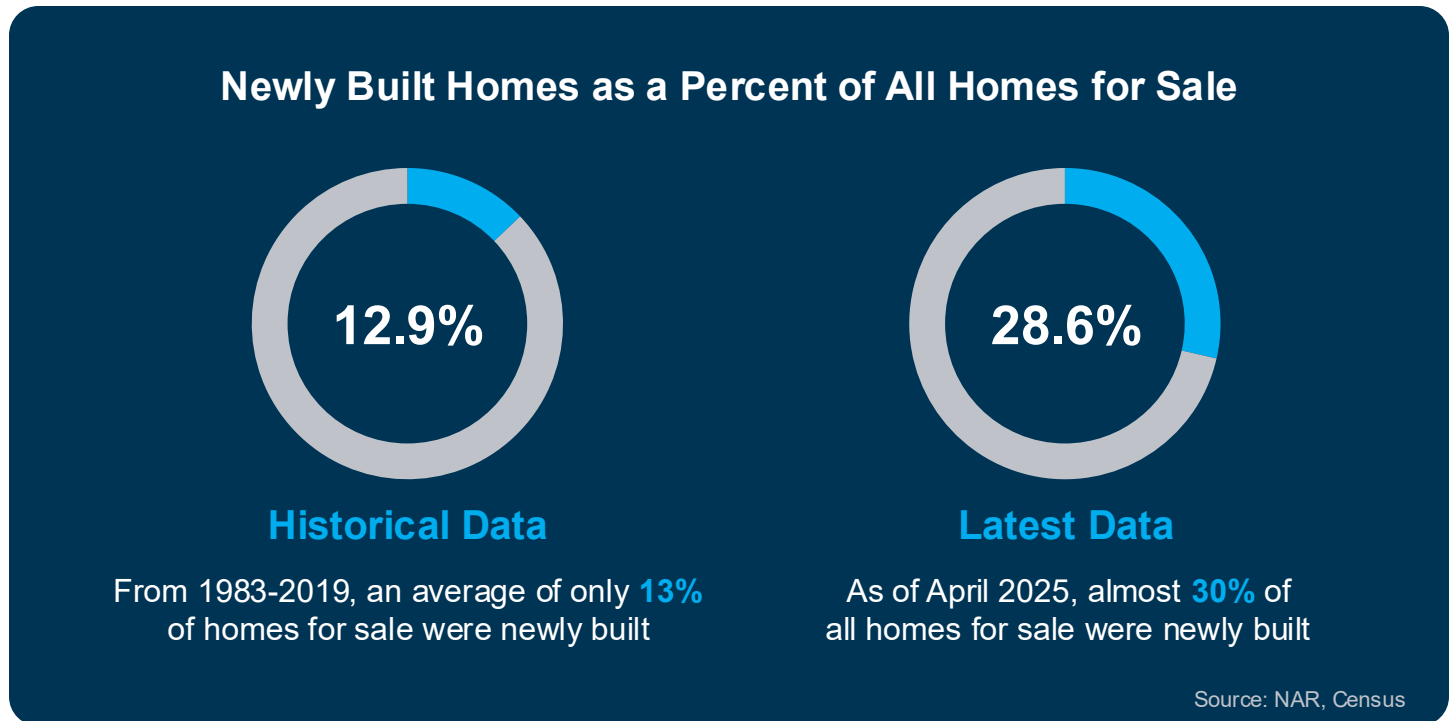 Newly Built Homes as a Percent of All Homes for Sale
12.9%
Historical Data
From 1983-2019, an average of only 13%
of homes for sale were newly built
28.6%
Latest Data
As of April 2025, almost 30% of
all homes for sale were newly built
Source: NAR, Census